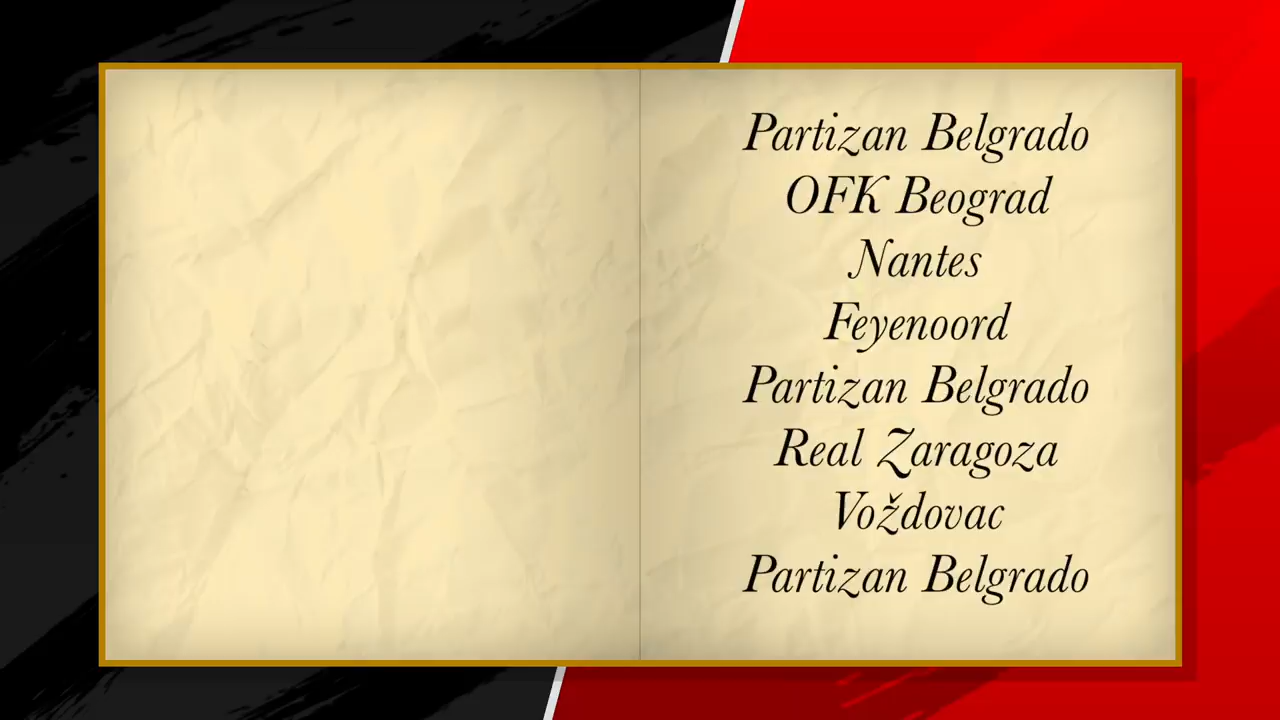 Partizan Belgrado
OFK Beograd
Nantes
Feyenoord
Partizan Belgrado
Real Zaragoza
Voždovac
Partizan Belgrado